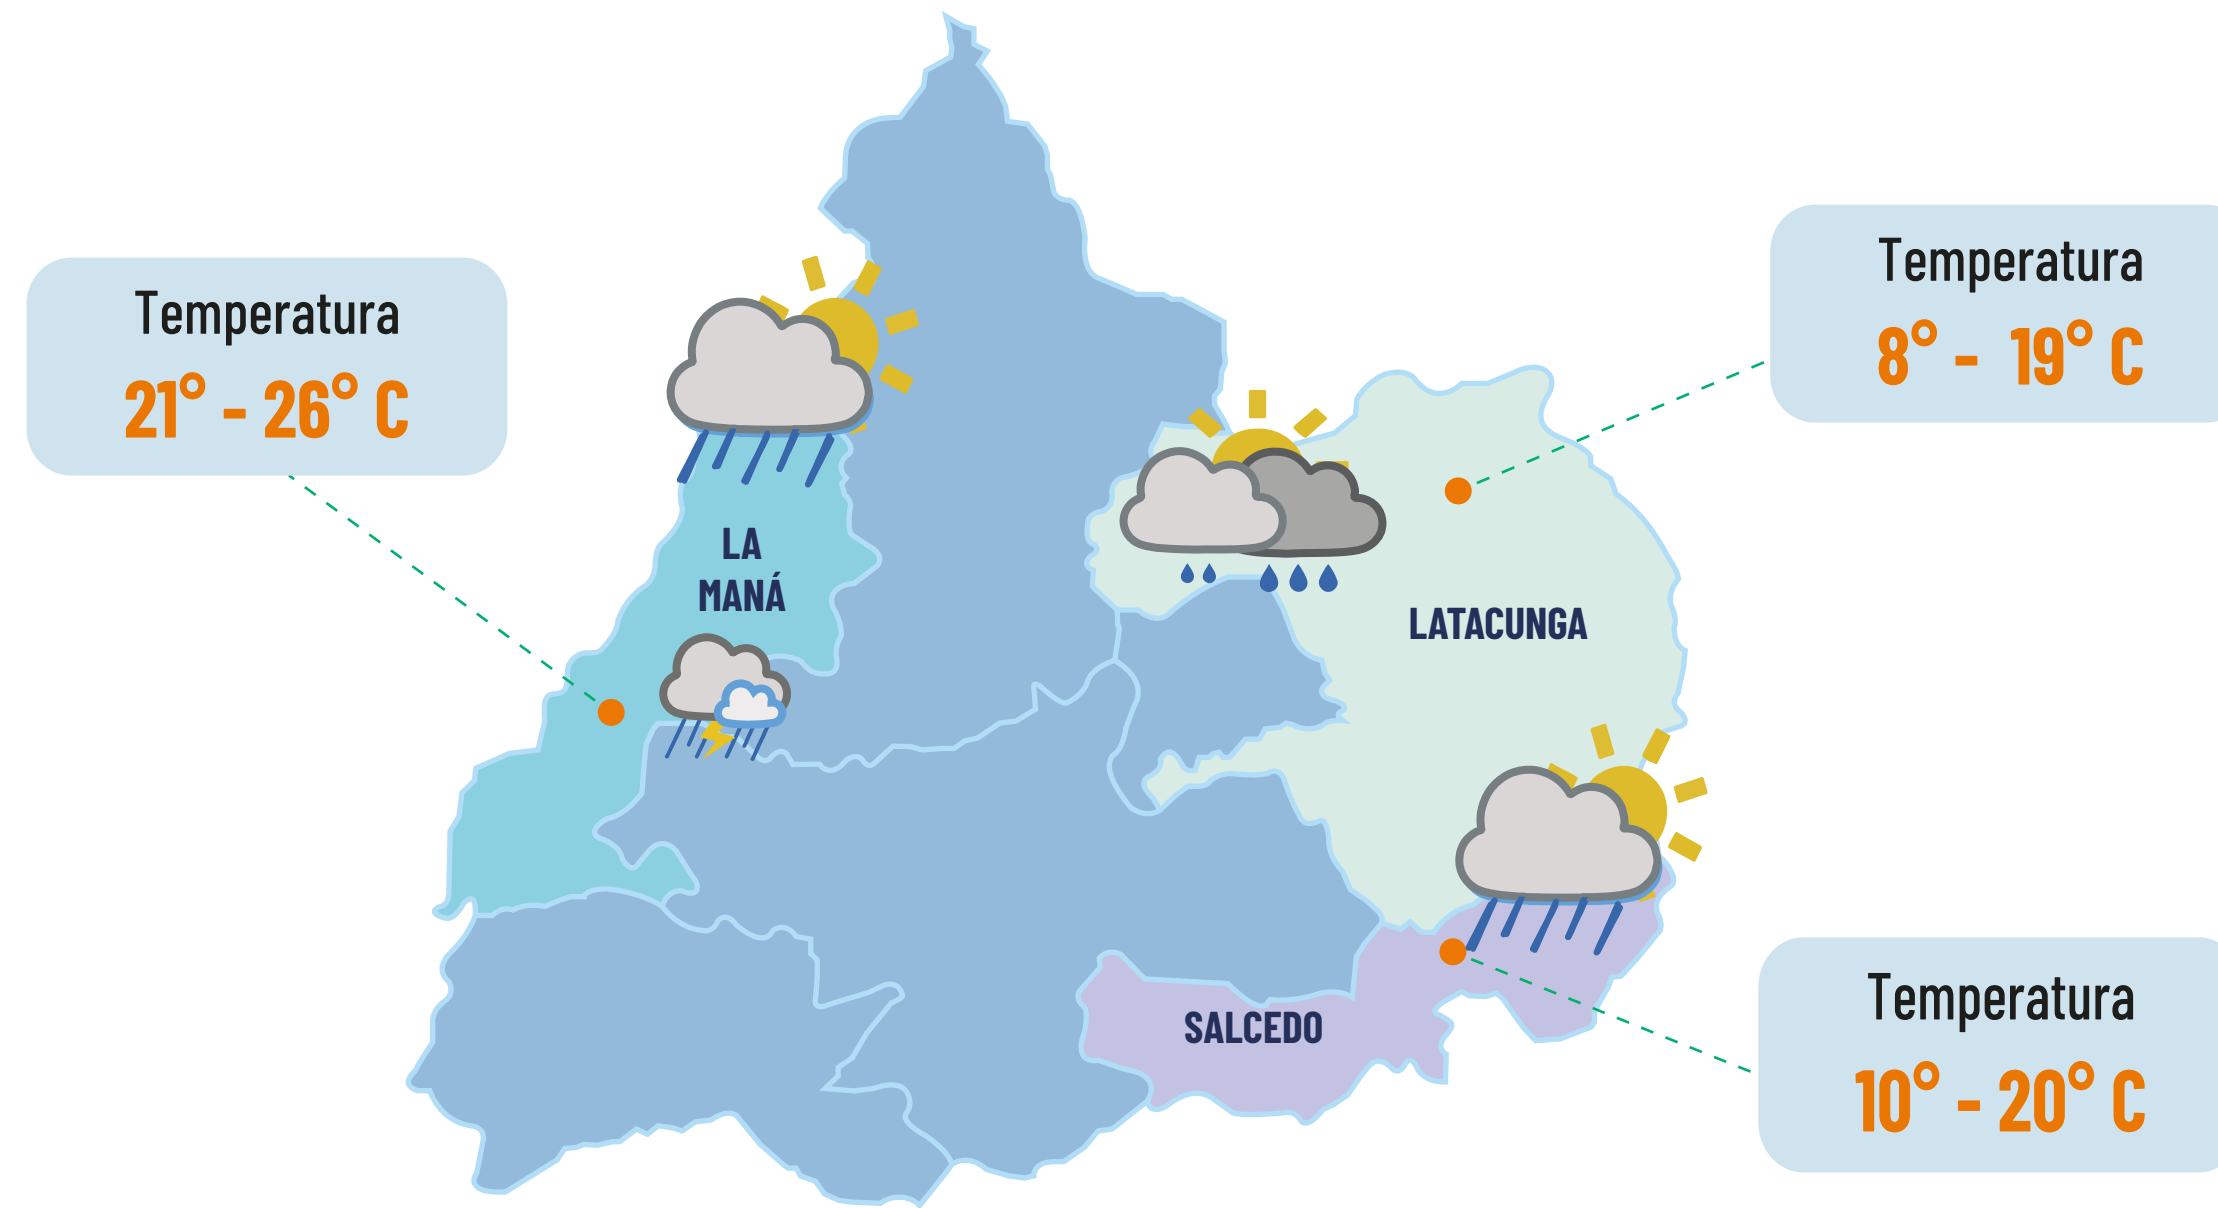 Temperatura
21° - 26° C
Temperatura
8° - 19° C
LA
MANÁ
LATACUNGA
SALCEDO
Temperatura
10° - 20° C